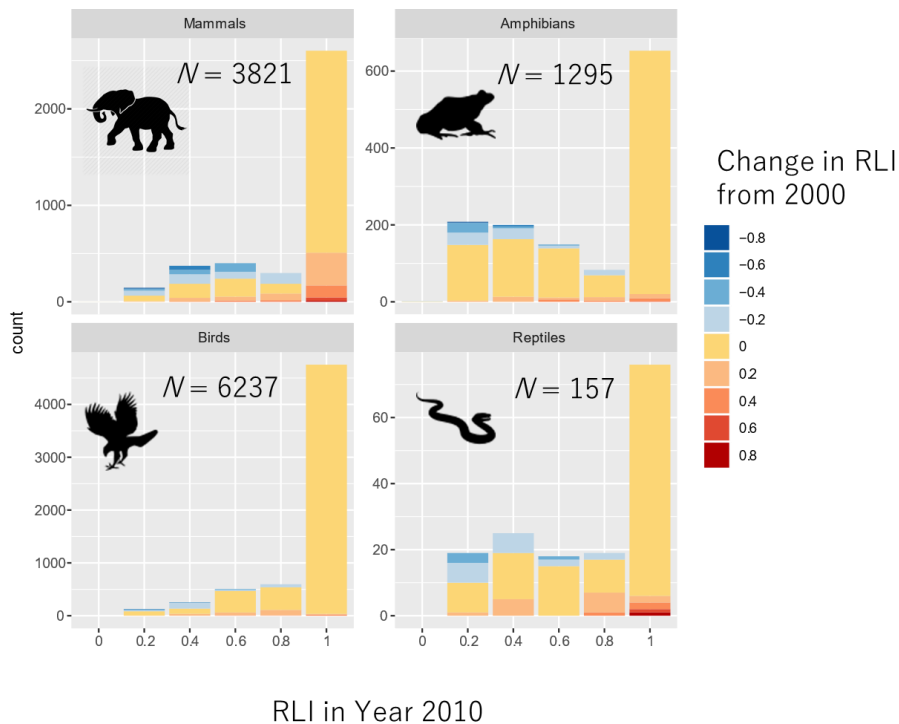 Mammals
Amphibians
N = 3821
N = 1295
2000
1000
0
600
400
200
0
Birds
Reptiles
N = 6237
N = 157
4000
3000
2000
1000
0
60
40
20
0
0 0.2 0.4 0.6 0.8 1
0 0.2 0.4 0.6 0.8 1
count
RLI in Year 2010
Change in RLI
from 2000
−0.8
−0.6
−0.4
−0.2
0
0.2
0.4
0.6
0.8